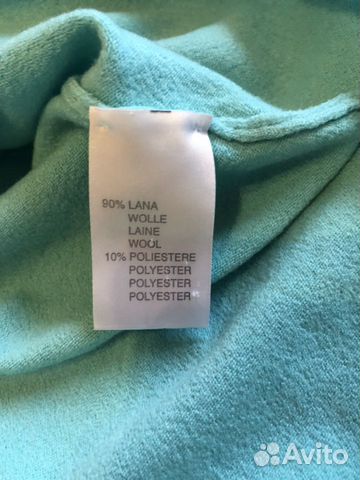 90% LANA
WOLLE
LAINE
WOOL
10% POLIESTERE
POLYESTER
POLYESTER
POLYESTER
Avito